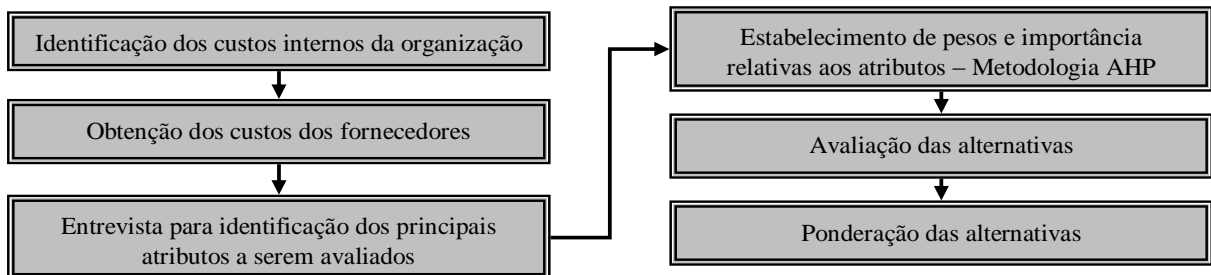 Identificação dos custos internos da organização
Obtenção dos custos dos fornecedores
Entrevista para identificação dos principais
atributos a serem avaliados
Estabelecimento de pesos e importância
relativas aos atributos – Metodologia AHP
Avaliação das alternativas
Ponderação das alternativas